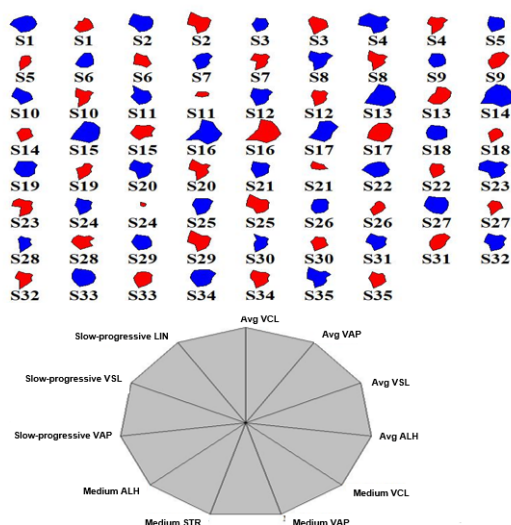 S1 S1 S2 S2 S3 S3 S4 S4 S5
S5 S6 S6 S7 S7 S8 S8 S9 S9
S10 S10 S11 S11 S12 S12 S13 S13 S14
S14 S15 S15 S16 S16 S17 S17 S18 S18
S19 S19 S20 S20 S21 S21 S22 S22 S23
S23 S24 S24 S25 S25 S26 S26 S27 S27
S28 S28 S29 S29 S30 S30 S31 S31 S32
S32 S33 S33 S34 S34 S35 S35
Avg VCL
Slow-progressive LIN Avg VAP
Slow-progressive VSL Avg VSL
Slow-progressive VAP Avg ALH
Medium ALH Medium VCL
Medium STR Medium VAP